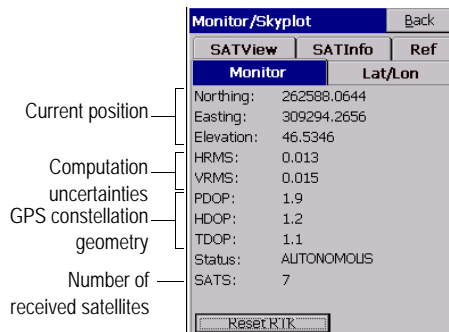 Monitor/Skyplot Back
SATView SATInfo Ref
Monitor Lat/Lon
Current position
Northing: 262588.0644
Easting: 309294.2656
Elevation: 46.5346
Computation uncertainties
HRMS: 0.013
VRMS: 0.015
GPS constellation geometry
PDOP: 1.9
HDOP: 1.2
TDOP: 1.1
Status: AUTONOMOUS
Number of received satellites
SATS: 7
Reset RTK